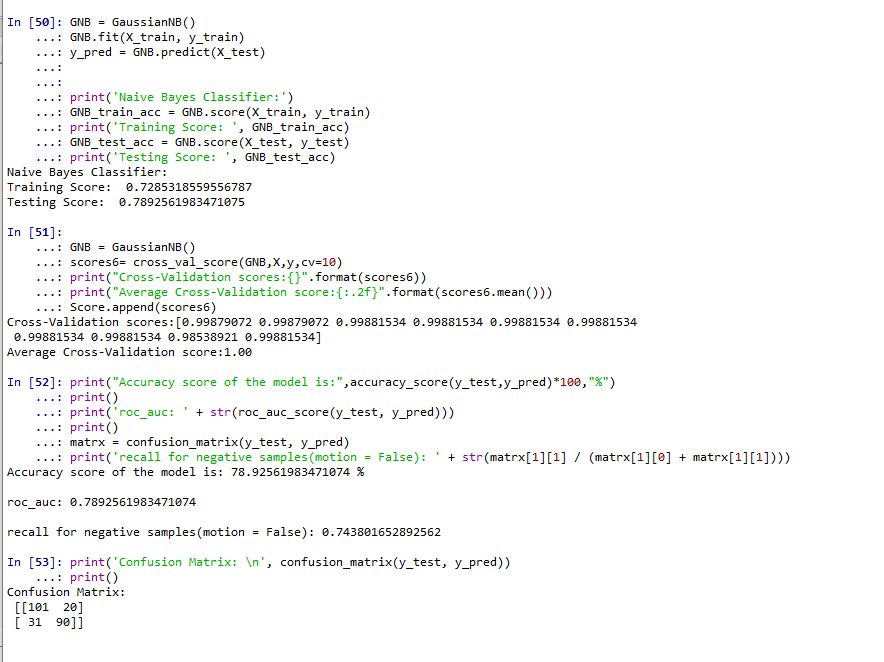 In [50]: GNB = GaussianNB()
    ...: GNB.fit(X_train, y_train)
    ...: y_pred = GNB.predict(X_test)
    ...:
    ...:
    ...: print('Naive Bayes Classifier:')
    ...: GNB_train_acc = GNB.score(X_train, y_train)
    ...: print('Training Score: ', GNB_train_acc)
    ...: GNB_test_acc = GNB.score(X_test, y_test)
    ...: print('Testing Score: ', GNB_test_acc)
Naive Bayes Classifier:
Training Score:  0.7285318559556787
Testing Score:  0.7892561983471075
In [51]:
    ...: GNB = GaussianNB()
    ...: scores6= cross_val_score(GNB,X,y,cv=10)
    ...: print("Cross-Validation scores:{}".format(scores6))
    ...: print("Average Cross-Validation score:{:.2f}".format(scores6.mean()))
    ...: Score.append(scores6)
Cross-Validation scores:[0.99879072 0.99879072 0.99881534 0.99881534 0.99881534 0.99881534
 0.99881534 0.99881534 0.98538921 0.99881534]
Average Cross-Validation score:1.00
In [52]: print("Accuracy score of the model is:",accuracy_score(y_test,y_pred)*100,"%")
    ...: print()
    ...: print('roc_auc: ' + str(roc_auc_score(y_test, y_pred)))
    ...: print()
    ...: matrx = confusion_matrix(y_test, y_pred)
    ...: print('recall for negative samples(motion = False): ' + str(matrx[1][1] / (matrx[1][0] + matrx[1][1])))
Accuracy score of the model is: 78.92561983471074 %
roc_auc: 0.7892561983471074
recall for negative samples(motion = False): 0.743801652892562
In [53]: print('Confusion Matrix: \n', confusion_matrix(y_test, y_pred))
    ...: print()
Confusion Matrix:
 [[101  20]
 [ 31  90]]